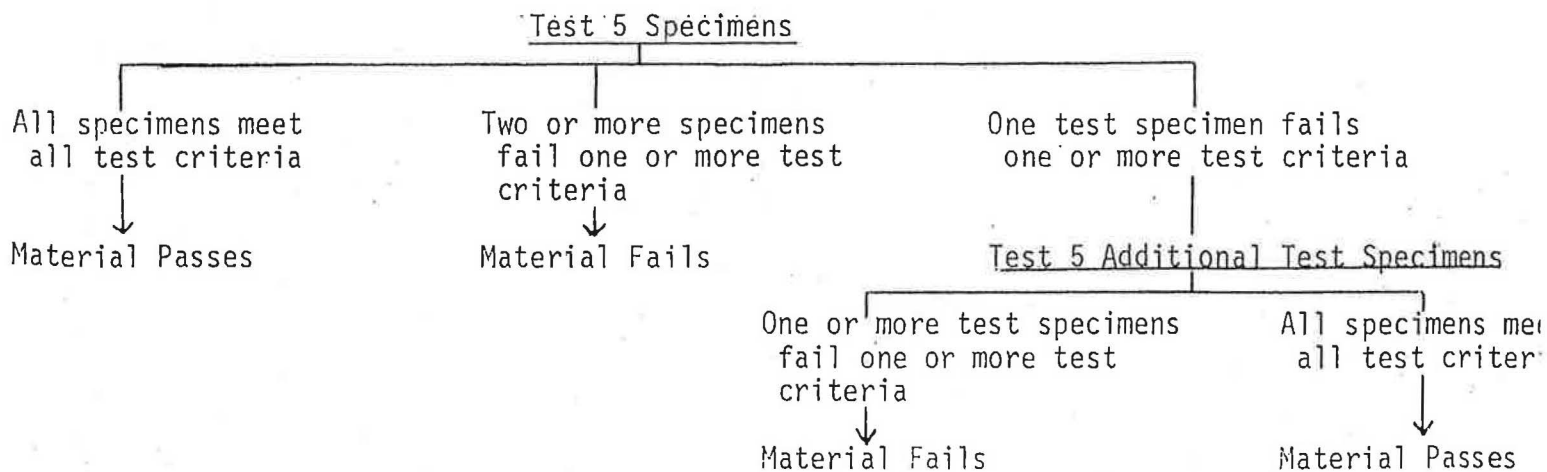 Test 5 Specimens
All specimens meet
all test criteria
Material Passes
Two or more specimens
fail one or more test
criteria
Material Fails
One test specimen fails
one or more test criteria
Test 5 Additional Test Specimens
One or more test specimens
fail one or more test
criteria
Material Fails
All specimens
all test
Material Passes